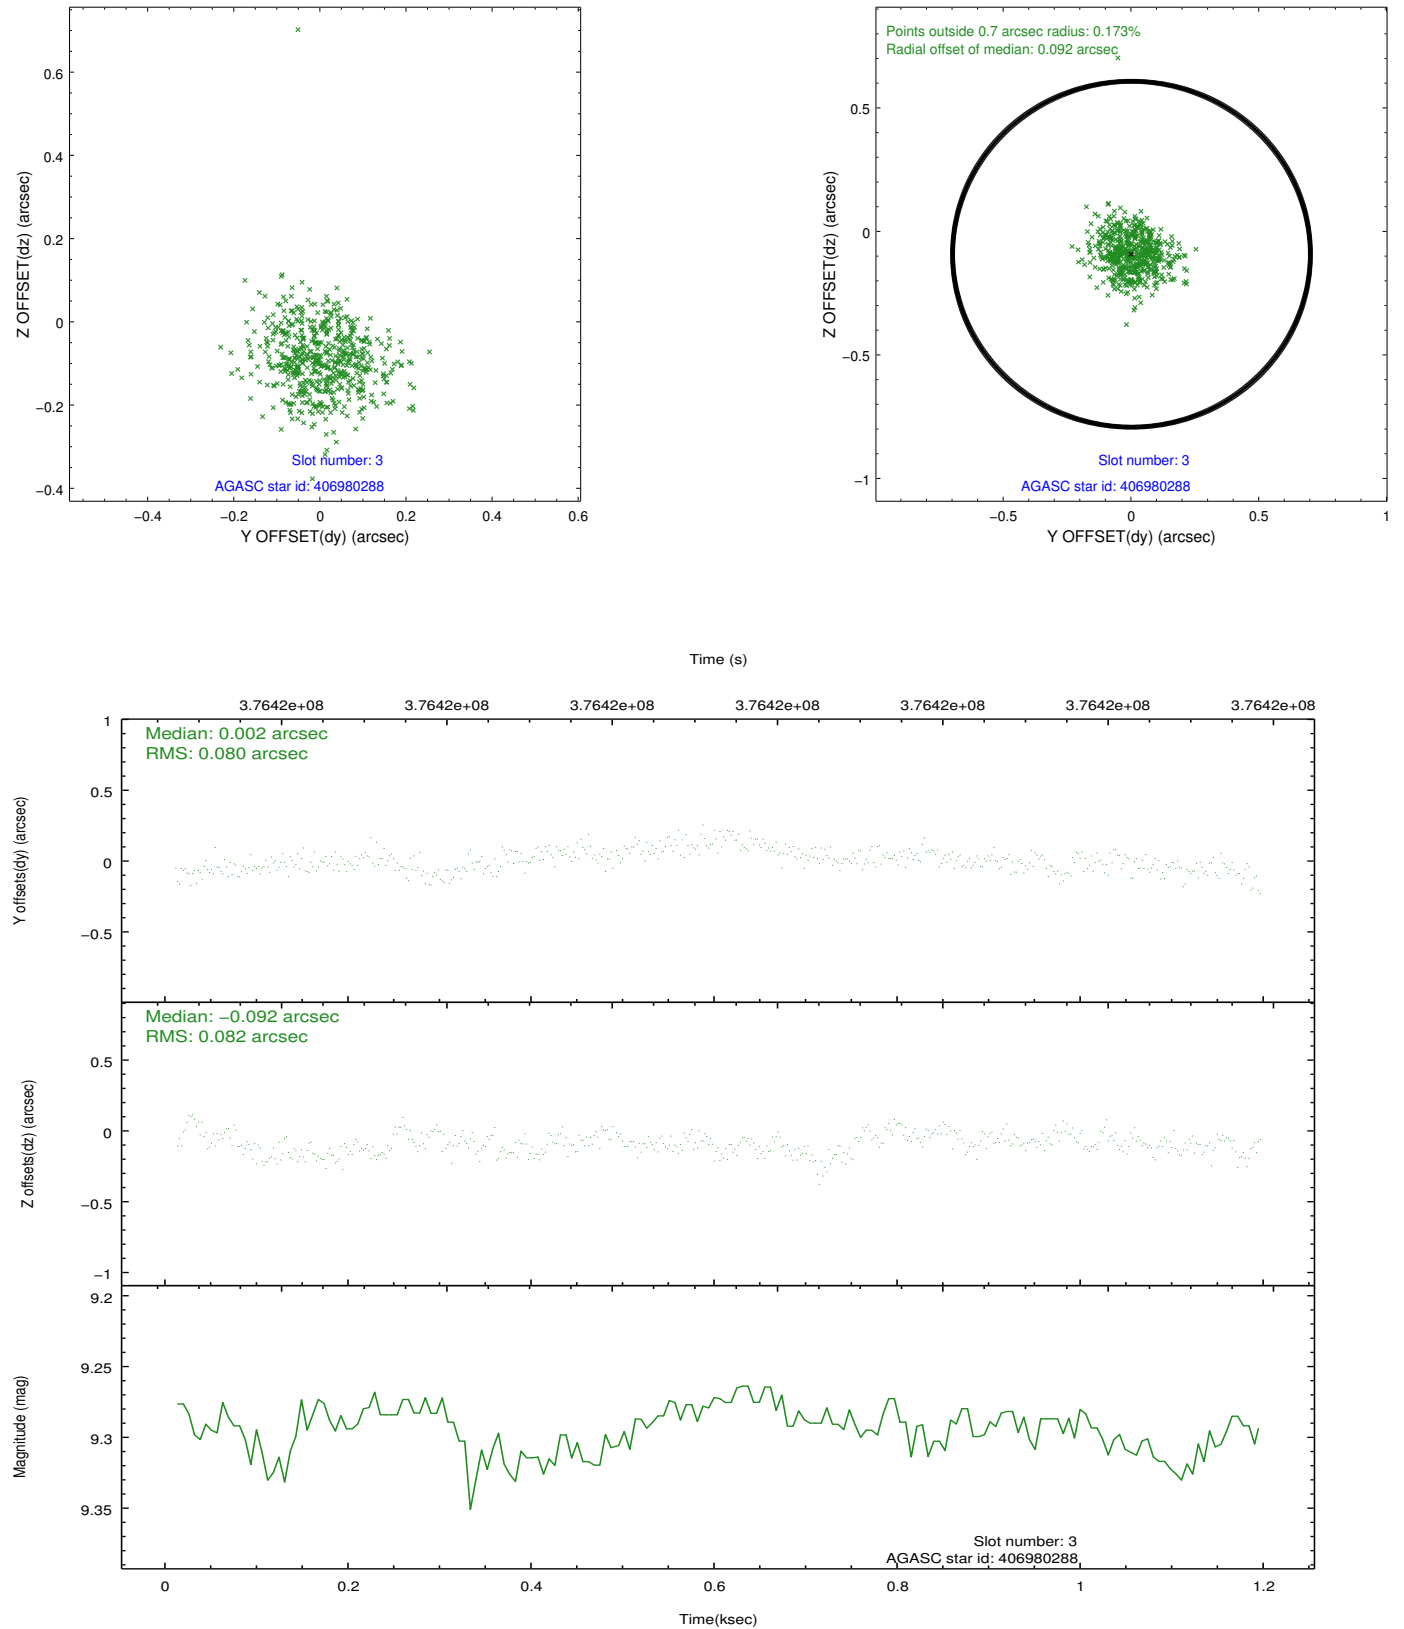 0.6
0.4
0.2
0
−0.2
−0.4
Z OFFSET(dz) (arcsec)
Slot number: 3
AGASC star id: 406980288
−0.4 −0.2 0 0.2 0.4 0.6
Y OFFSET(dy) (arcsec)
Points outside 0.7 arcsec radius: 0.173%
Radial offset of median: 0.092 arcsec
0.5
0
−0.5
−1
Z OFFSET(dz) (arcsec)
Slot number: 3
AGASC star id: 406980288
−0.5 0 0.5 1
Y OFFSET(dy) (arcsec)
Time (s)
3.7642e+08 3.7642e+08 3.7642e+08 3.7642e+08 3.7642e+08 3.7642e+08 3.7642e+08
1
Median: 0.002 arcsec
RMS: 0.080 arcsec
0.5
0
−0.5
Y offsets(dy) (arcsec)
Median: −0.092 arcsec
RMS: 0.082 arcsec
0.5
0
−0.5
−1
Z offsets(dz) (arcsec)
9.2
9.25
9.3
9.35
Magnitude (mag)
Slot number: 3
AGASC star id: 406980288
0 0.2 0.4 0.6 0.8 1 1.2
Time(ksec)